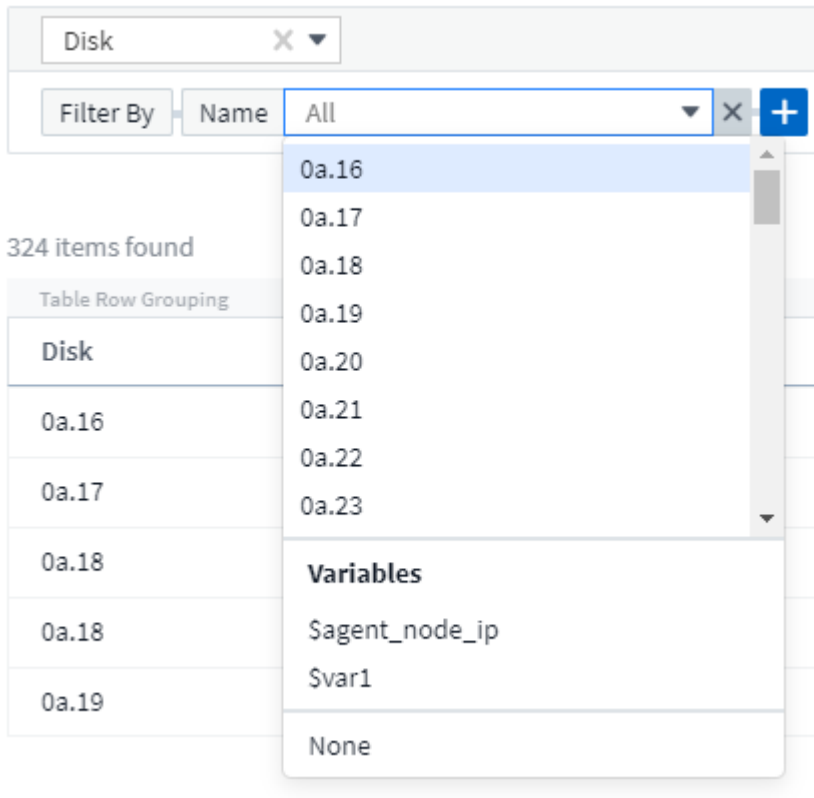 Disk
Filter By Name All
0a.16
0a.17
0a.18
0a.19
0a.20
0a.21
0a.22
0a.23
Variables
$agent_node_ip
$var1
None
324 items found
Table Row Grouping
Disk
0a.16
0a.17
0a.18
0a.18
0a.19